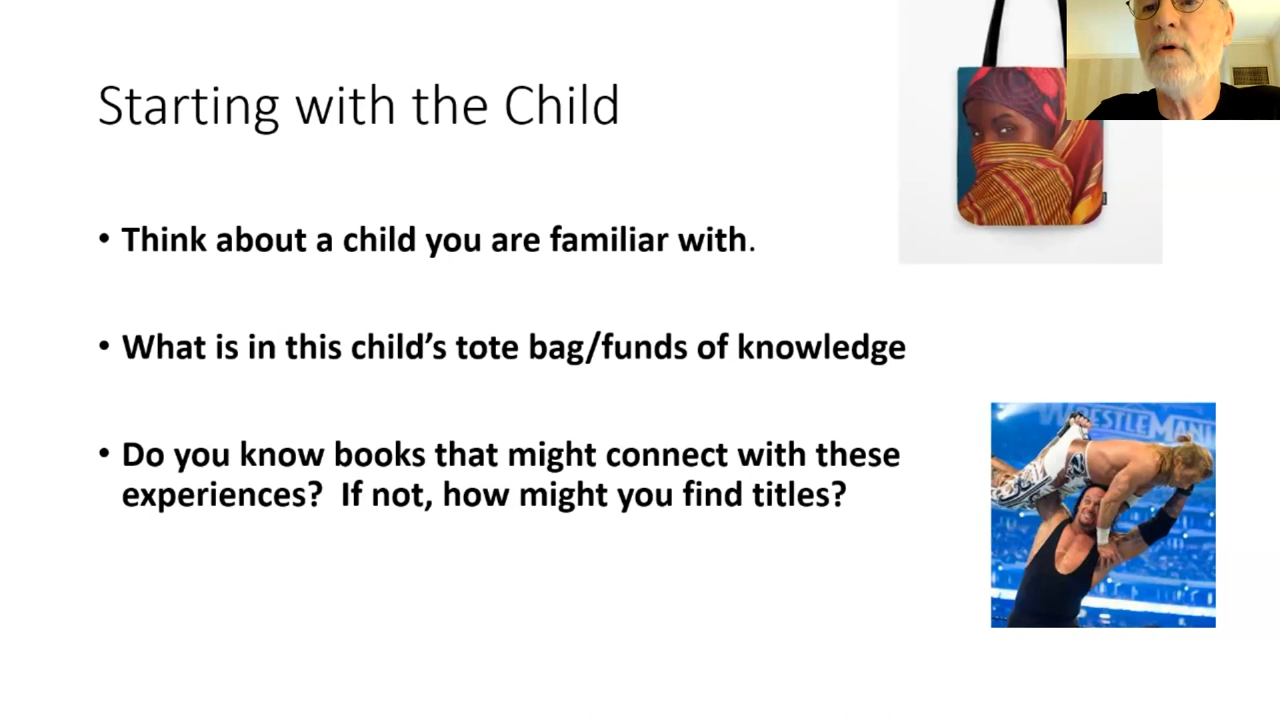 Starting with the Child
• Think about a child you are familiar with.
• What is in this child’s tote bag/funds of knowledge
• Do you know books that might connect with these
experiences?  If not, how might you find titles?
WRESTLEMANI